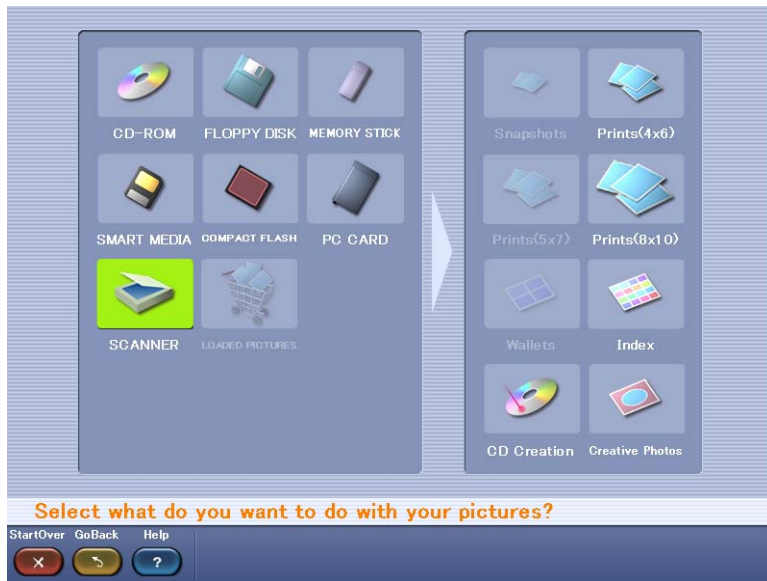 CD-ROM FLOPPY DISK MEMORY STICK
SMART MEDIA COMPACT FLASH PC CARD
SCANNER LOADED PICTURES
Snapshots Prints(4x6)
Prints(5x7) Prints(8x10)
Wallets Index
CD Creation Creative Photos
Select what do you want to do with your pictures?
StartOver GoBack Help
?